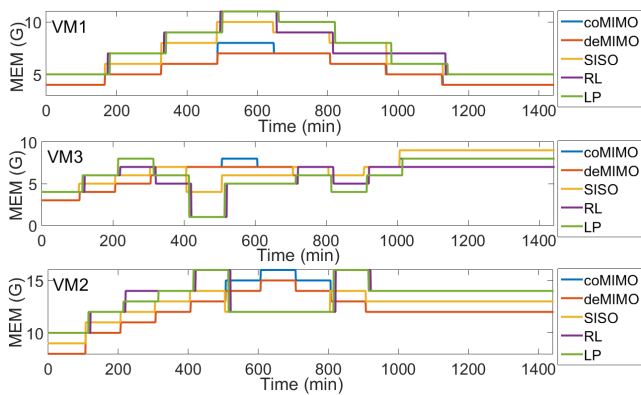 VM1
MEM (G)
10
5
0 200 400 600 800 1000 1200 1400
Time (min)
coMIMO
deMIMO
SISO
RL
LP
VM3
MEM (G)
10
5
0
0 200 400 600 800 1000 1200 1400
Time (min)
coMIMO
deMIMO
SISO
RL
LP
VM2
MEM (G)
15
10
0 200 400 600 800 1000 1200 1400
Time (min)
coMIMO
deMIMO
SISO
RL
LP